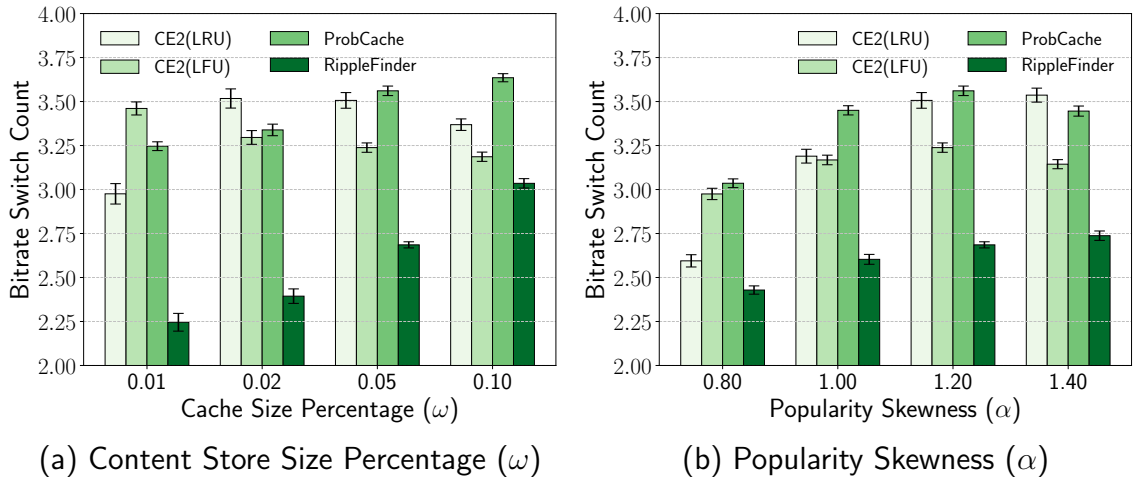 4.00
3.75
3.50
3.25
3.00
2.75
2.50
2.25
2.00
Bitrate Switch Count
CE2(LRU)
CE2(LFU)
ProbCache
RippleFinder
0.01 0.02 0.05 0.10
Cache Size Percentage (ω)
(a) Content Store Size Percentage (ω)
4.00
3.75
3.50
3.25
3.00
2.75
2.50
2.25
2.00
Bitrate Switch Count
CE2(LRU)
CE2(LFU)
ProbCache
RippleFinder
0.80 1.00 1.20 1.40
Popularity Skewness (α)
(b) Popularity Skewness (α)